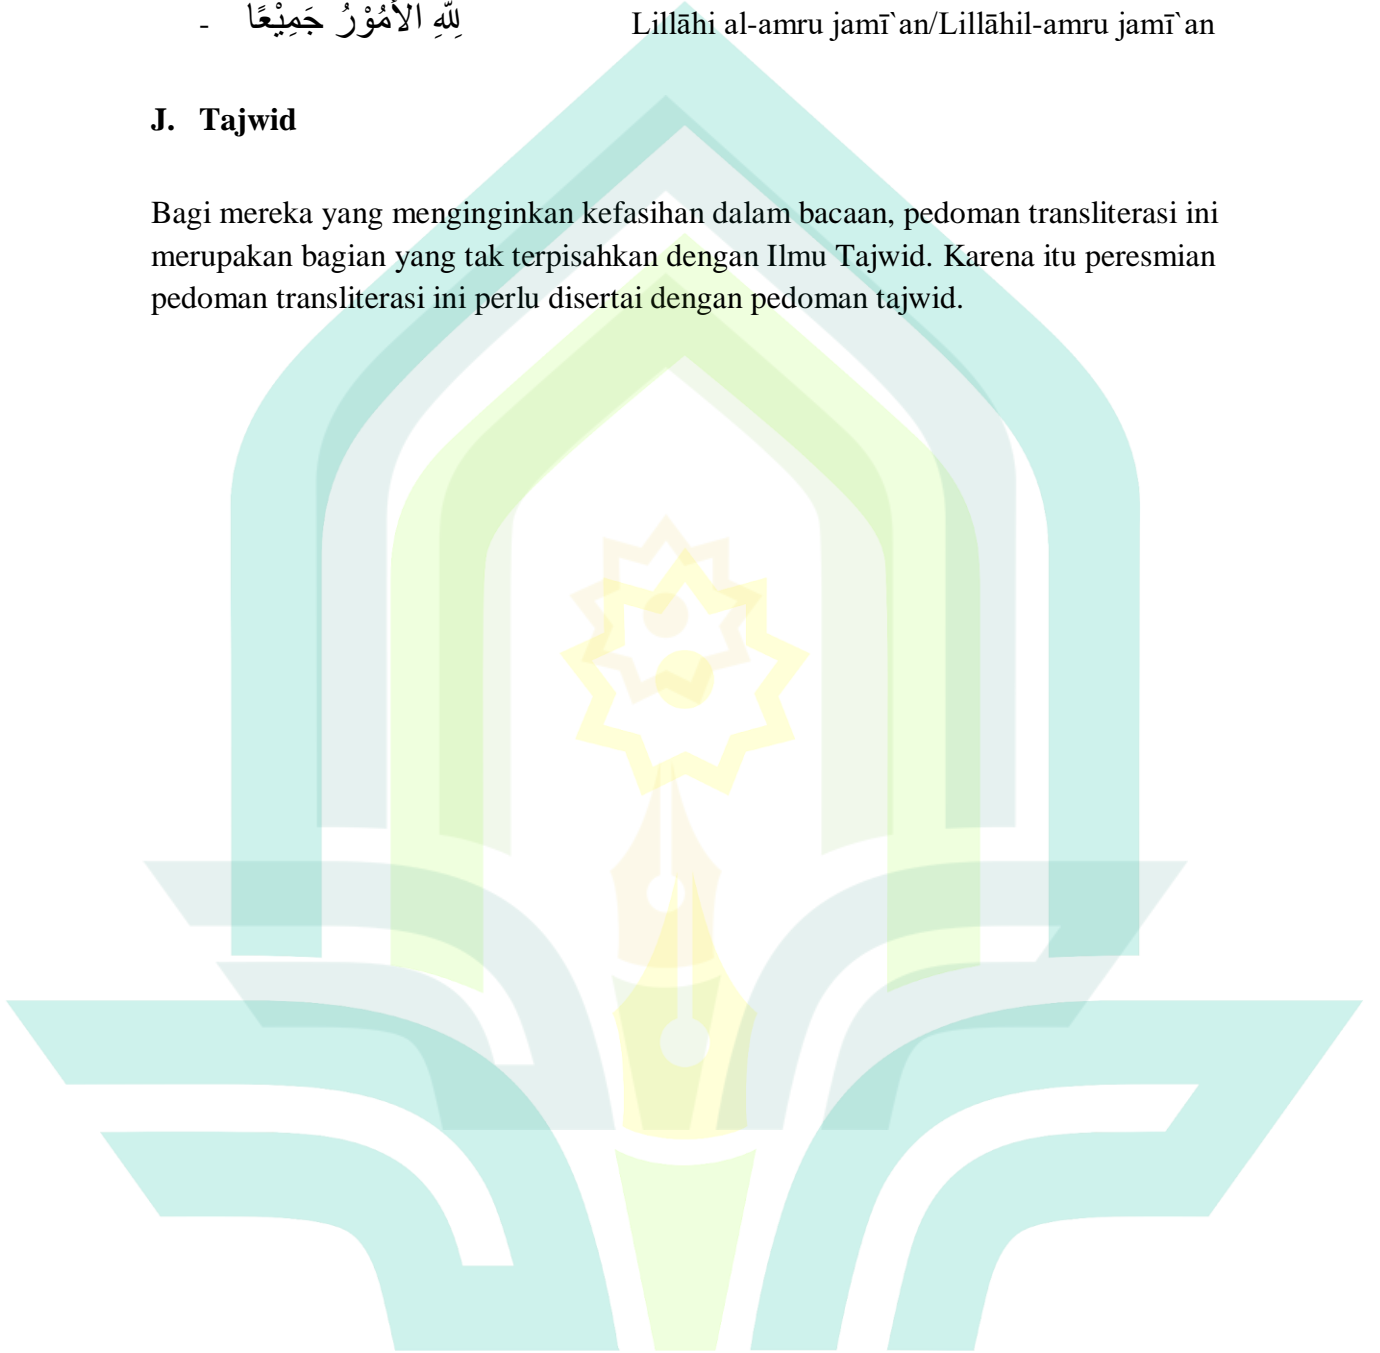 - لِلّٰهِ الأُمُوْرُ جَمِيْعًا Lillāhi al-amru jamī`an/Lillāhil-amru jamī`an
J. Tajwid
Bagi mereka yang menginginkan kefasihan dalam bacaan, pedoman transliterasi ini
merupakan bagian yang tak terpisahkan dengan Ilmu Tajwid. Karena itu peresmian
pedoman transliterasi ini perlu disertai dengan pedoman tajwid.